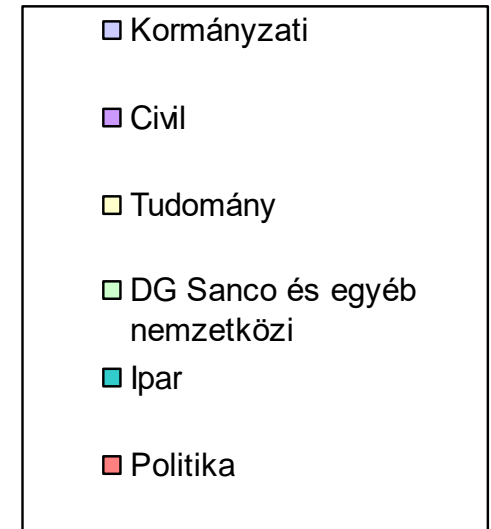 Kormányzati
Civil
Tudomány
DG Sanco és egyéb
nemzetközi
Ipar
Politika